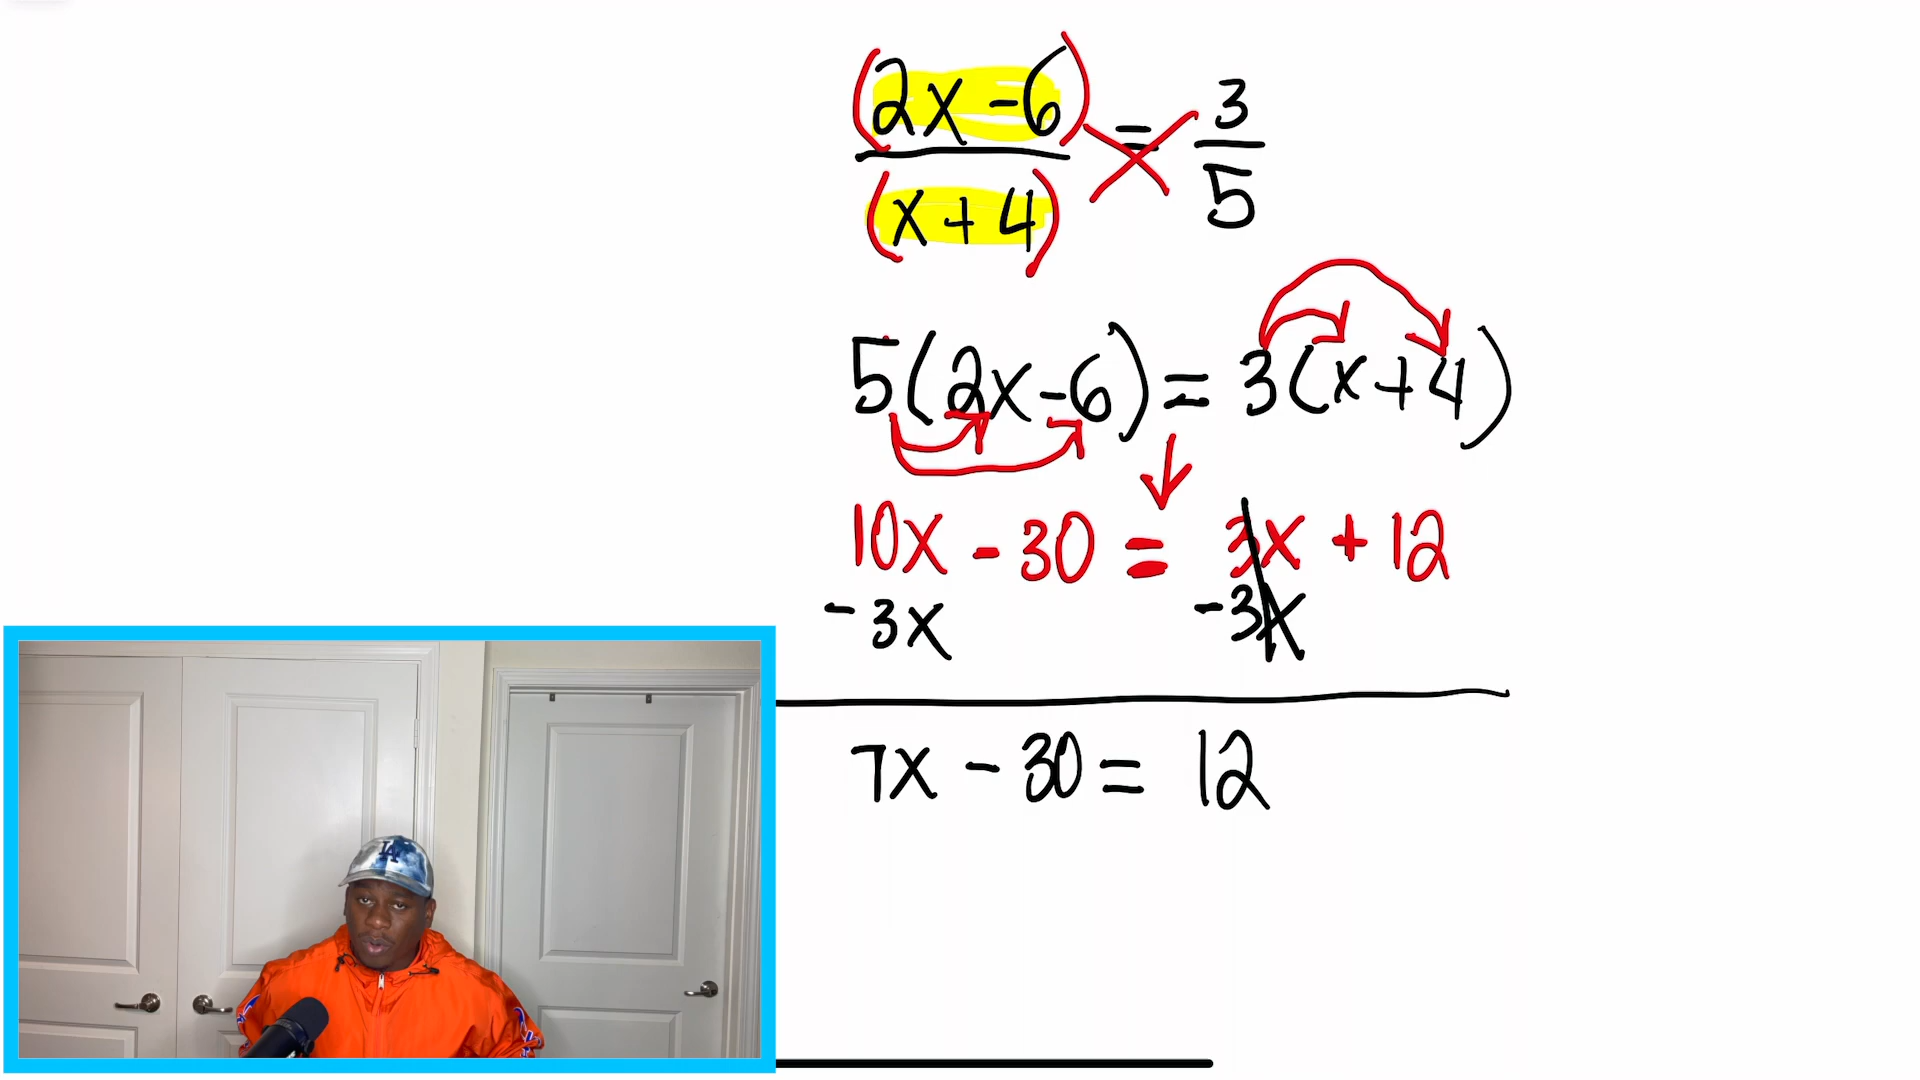 (2x - 6)
(x + 4)
=
3
5
5(2x - 6) = 3(x + 4)
10x - 30 = 3x + 12
- 3x - 3x
7x - 30 = 12
LA